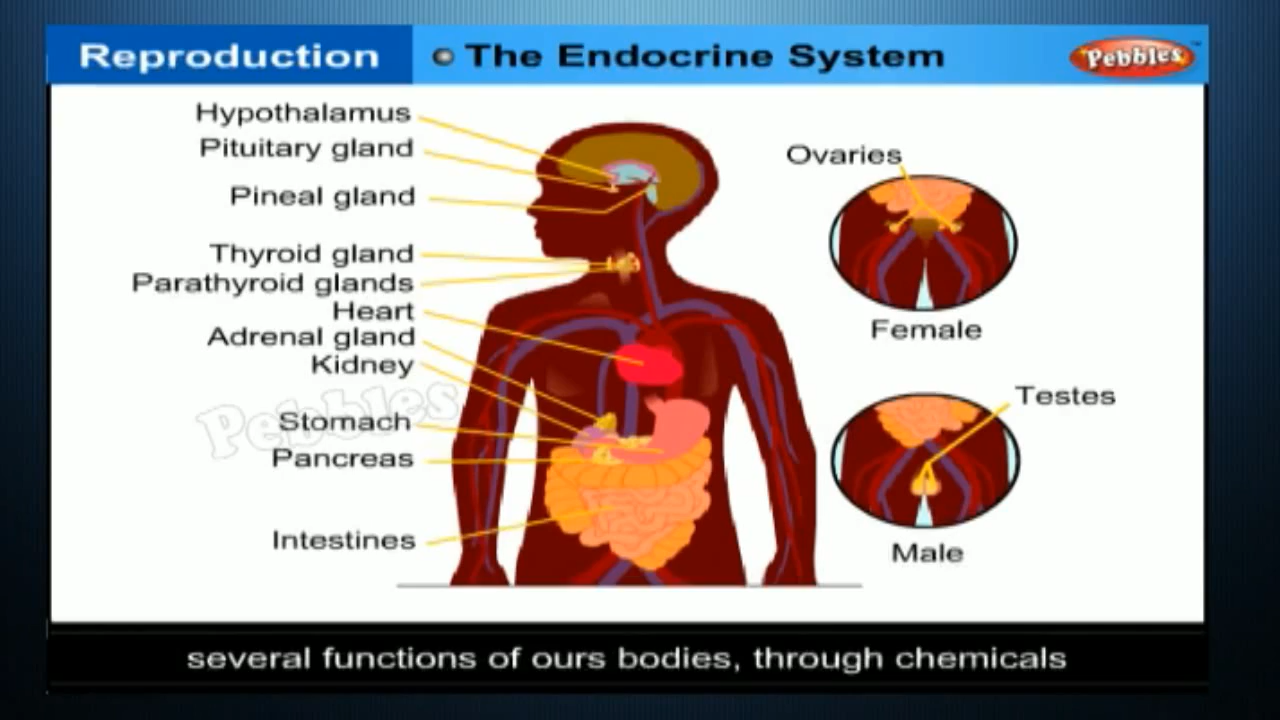 Reproduction
The Endocrine System
Pebbles™
Hypothalamus
Pituitary gland
Pineal gland
Thyroid gland
Parathyroid glands
Heart
Adrenal gland
Kidney
Pebbles
Stomach
Pancreas
Intestines
Ovaries
Female
Testes
Male
several functions of ours bodies, through chemicals